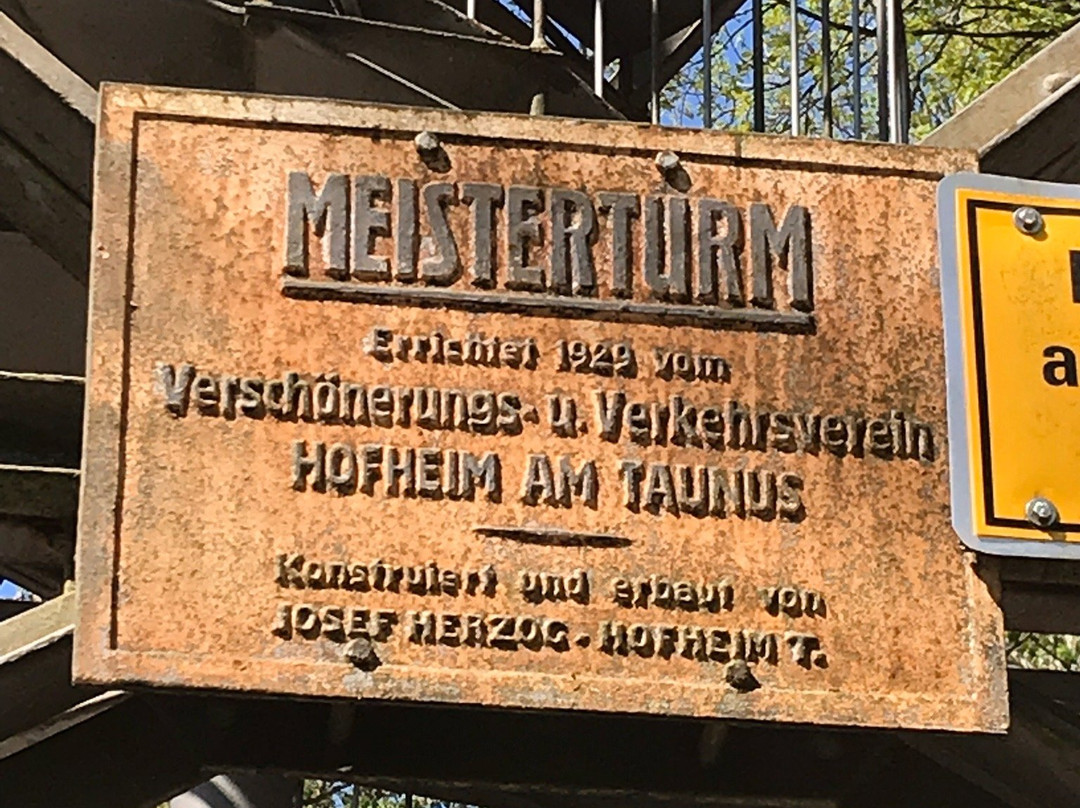 MEISTERTURM
Errichtet 1929 vom
Verschönerungs- u. Verkehrsverein
HOFHEIM AM TAUNUS
Konstruiert und erbaut von
JOSEF HERZOG. HOFHEIM T.
a